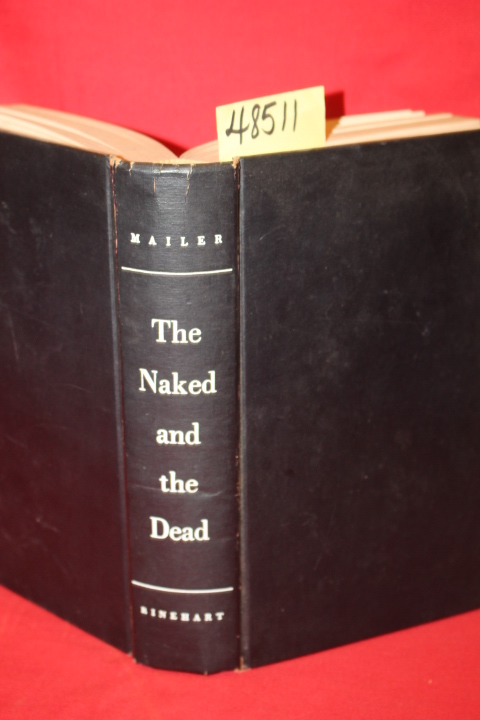 48511
MAILER
The
Naked
and
the
Dead
RINEHART